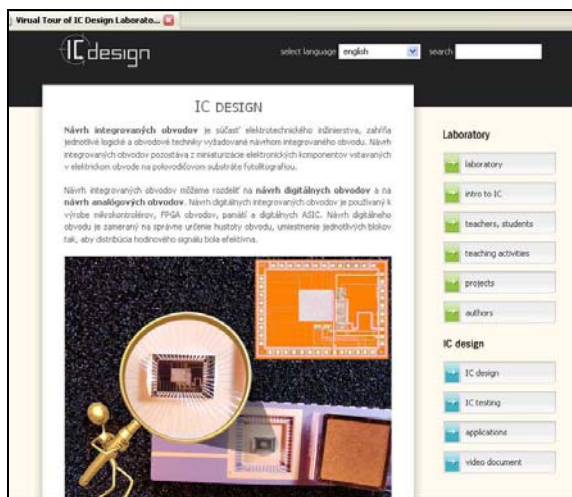 Virual Tour of IC Design Laborato...
IC design
select language english search
IC DESIGN
Návrh integrovaných obvodov je súčasť elektrotechnického inžinierstva, zahŕňa
jednotlivé logické a obvodové techniky vyžadované návrhom integrovaného obvodu. Návrh
integrovaných obvodov pozostáva z miniaturizácie elektronických komponentov vstavaných
v elektrickom obvode na polovodičovom substráte fotolitografiou.
Návrh integrovaných obvodov môžeme rozdeliť na návrh digitálnych obvodov a na
návrh analógových obvodov. Návrh digitálnych integrovaných obvodov je používaný k
výrobe mikrokontrolérov, FPGA obvodov, pamätí a digitálnych ASIC. Návrh digitálneho
obvodu je zameraný na správne určenie hustoty obvodu, umiestnenie jednotlivých blokov
tak, aby distribúcia hodinového signálu bola efektívna.
Laboratory
laboratory
intro to IC
teachers, students
teaching activities
projects
authors
IC design
IC design
IC testing
applications
video document